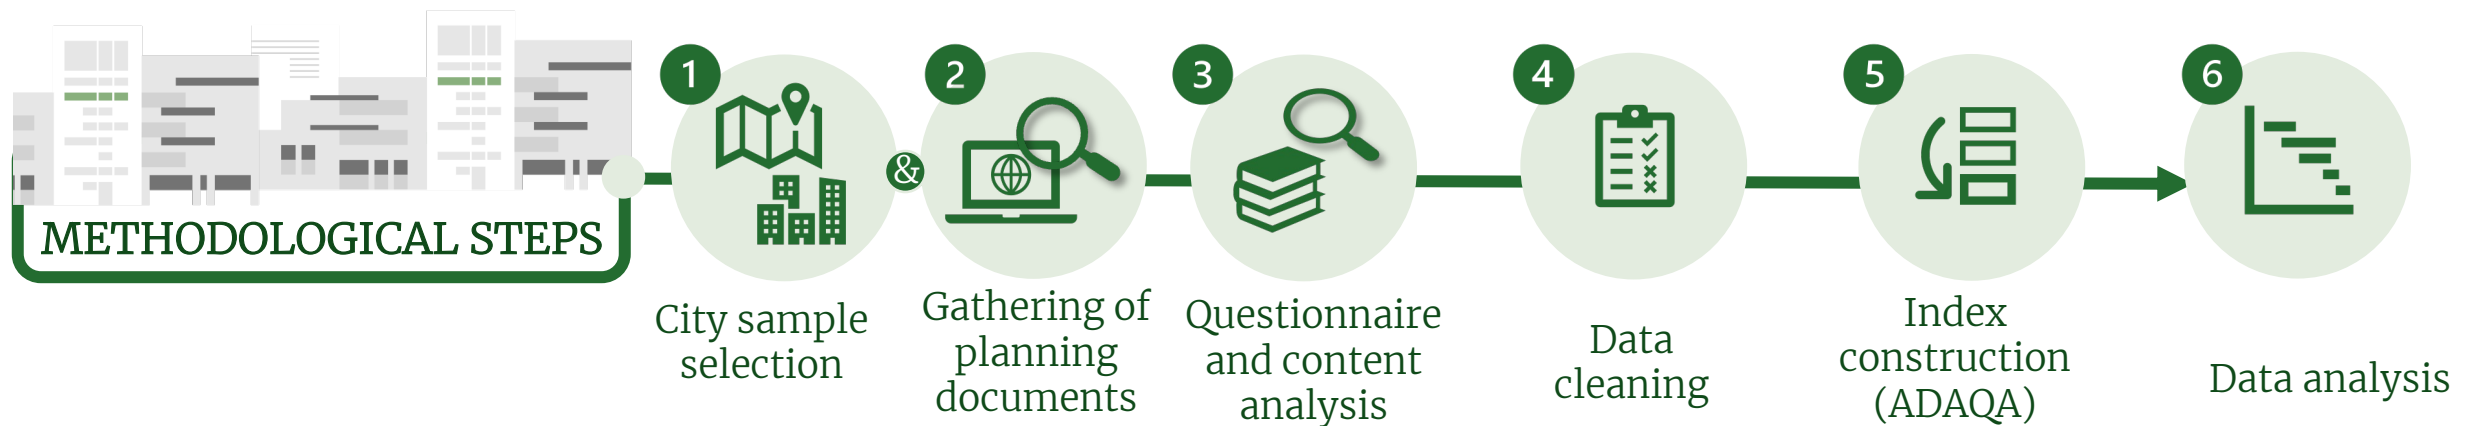 METHODOLOGICAL STEPS
1
City sample
selection
&
2
Gathering of
planning
documents
3
Questionnaire
and content
analysis
4
Data
cleaning
5
Index
construction
(ADAQA)
6
Data analysis